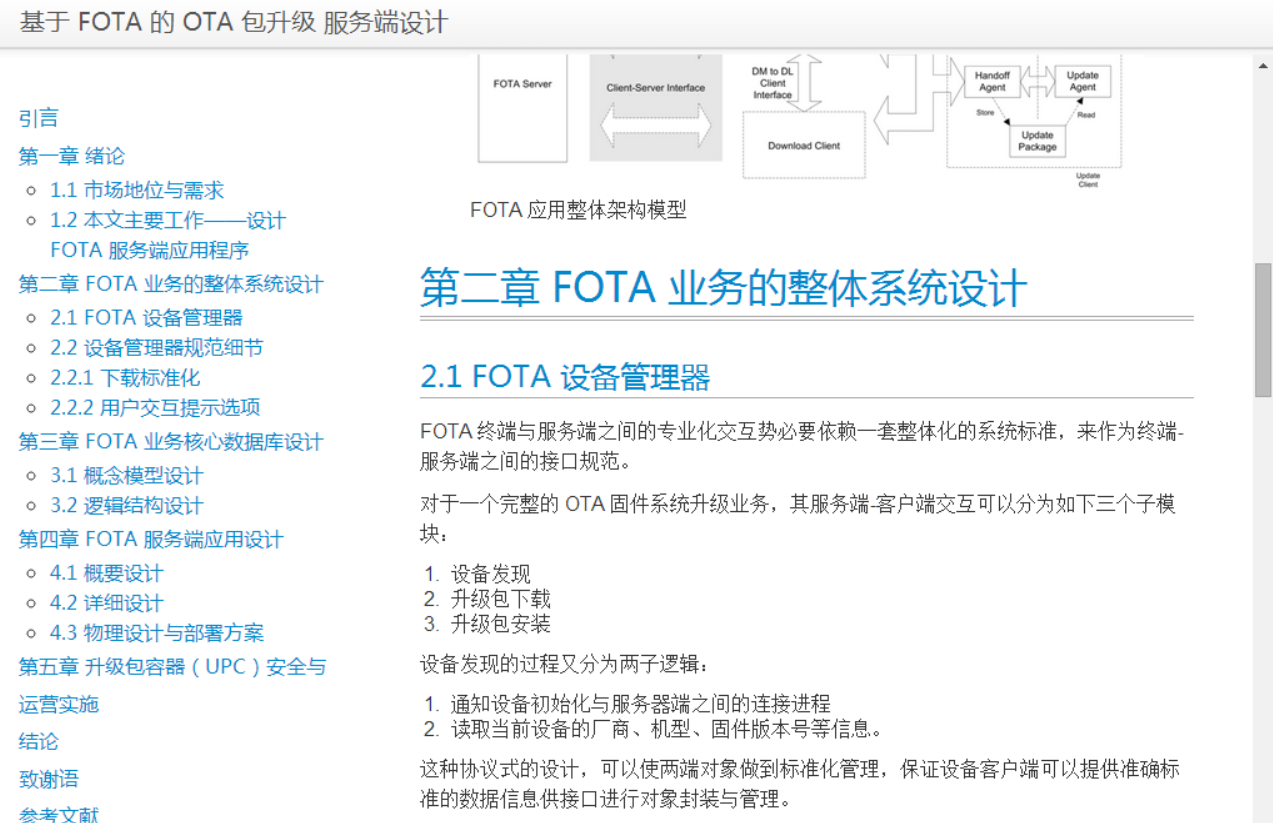 基于 FOTA 的 OTA 包升级 服务端设计
引言
第一章 绪论
1.1 市场地位与需求
1.2 本文主要工作——设计
FOTA 服务端应用程序
第二章 FOTA 业务的整体系统设计
2.1 FOTA 设备管理器
2.2 设备管理器规范细节
2.2.1 下载标准化
2.2.2 用户交互提示选项
第三章 FOTA 业务核心数据库设计
3.1 概念模型设计
3.2 逻辑结构设计
第四章 FOTA 服务端应用设计
4.1 概要设计
4.2 详细设计
4.3 物理设计与部署方案
第五章 升级包容器（UPC）安全与
运营实施
结论
致谢语
参考文献
FOTA Server
Client-Server Interface
DM to DL
Client
Interface
Download Client
Handoff
Agent
Update
Agent
Store
Read
Update
Package
Update
Client
FOTA 应用整体架构模型
第二章 FOTA 业务的整体系统设计
2.1 FOTA 设备管理器
FOTA 终端与服务端之间的专业化交互势必要依赖一套整体化的系统标准，来作为终端-
服务端之间的接口规范。
对于一个完整的 OTA 固件系统升级业务，其服务端-客户端交互可以分为如下三个子模
块：
1. 设备发现
2. 升级包下载
3. 升级包安装
设备发现的过程又分为两子逻辑：
1. 通知设备初始化与服务器端之间的连接进程
2. 读取当前设备的厂商、机型、固件版本号等信息。
这种协议式的设计，可以使两端对象做到标准化管理，保证设备客户端可以提供准确标
准的数据信息供接口进行对象封装与管理。